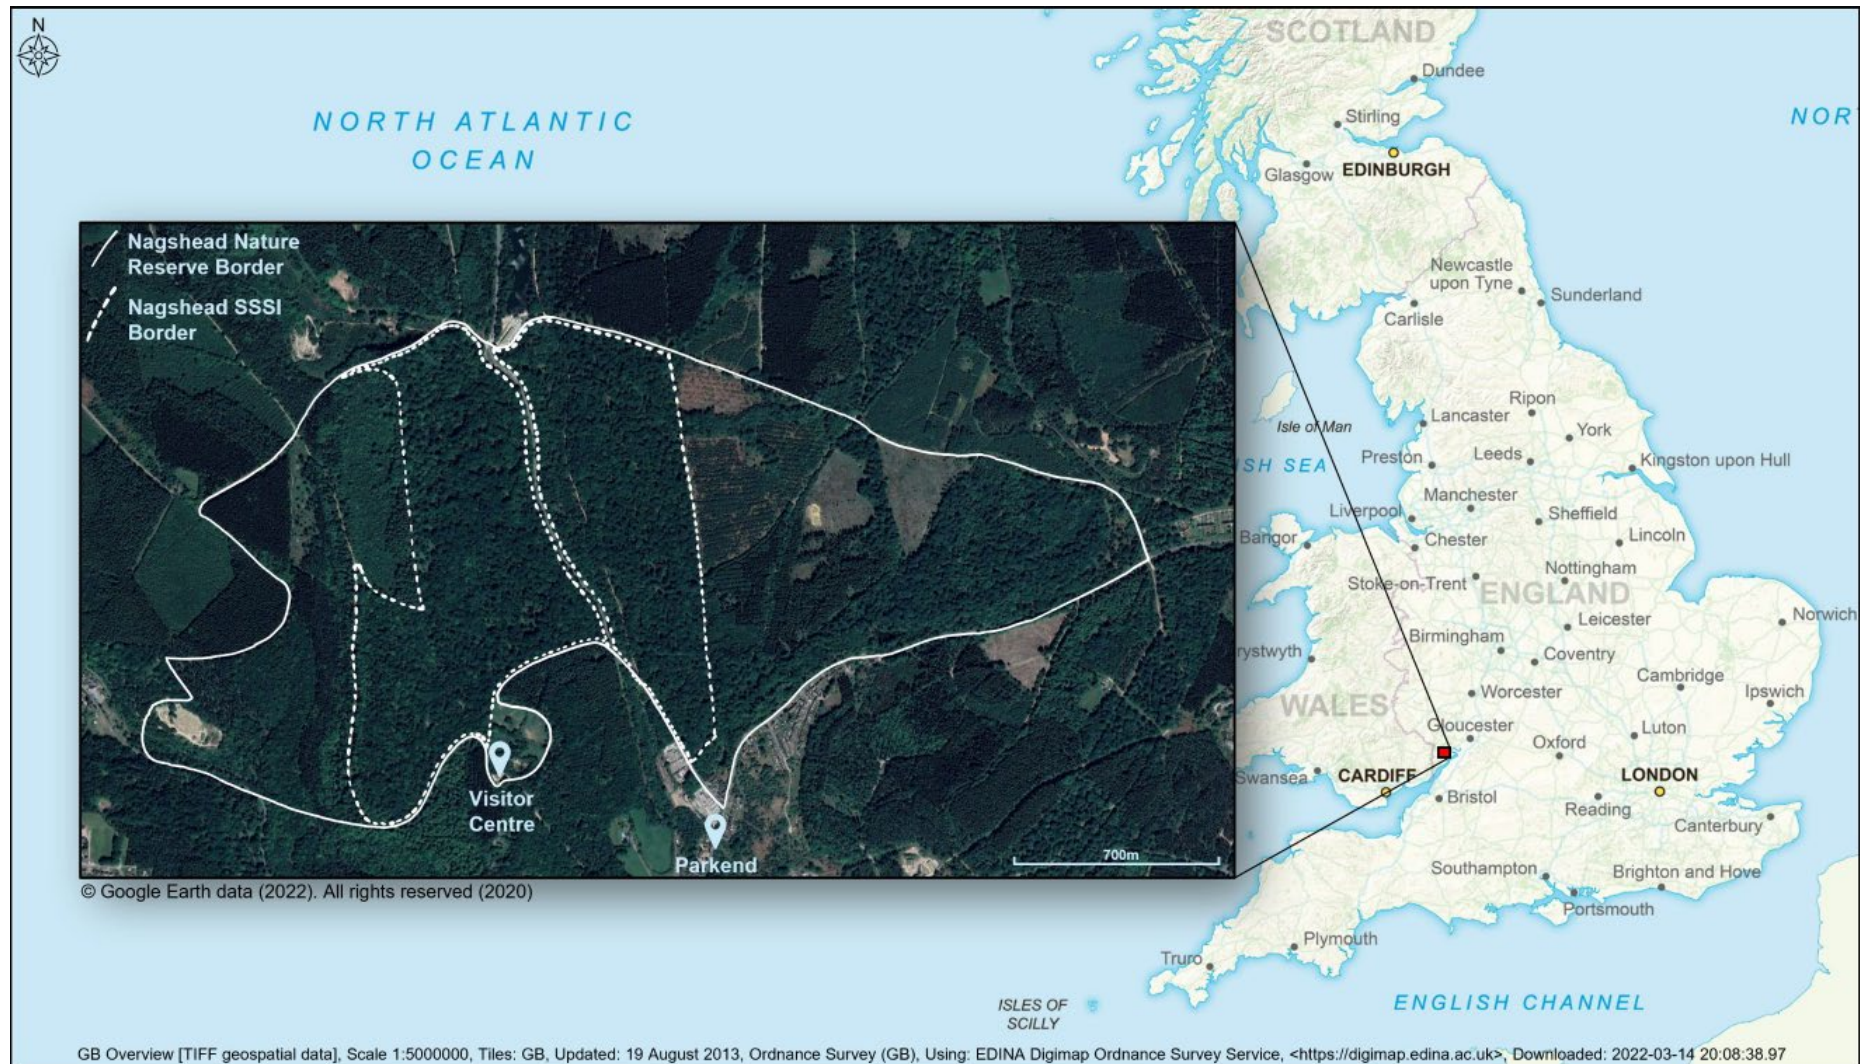 N
SCOTLAND
Dundee
NORTH ATLANTIC
OCEAN
NOR
Stirling
EDINBURGH
Glasgow
Nagshead Nature
Reserve Border
Nagshead SSSI
Border
Newcastle
upon Tyne
Sunderland
Carlisle
Ripon
Lancaster
Isle of Man
York
Preston
Leeds
Kingston upon Hull
ISH SEA
Manchester
Liverpool
Sheffield
Lincoln
Bangor
Chester
Nottingham
Stoke-on-Trent
ENGLAND
Leicester
Norwich
Birmingham
rystwyth
Coventry
Cambridge
Worcester
Ipswich
WALES
Gloucester
Luton
Oxford
Swansea
CARDIFF
LONDON
Visitor
Centre
Bristol
Reading
Canterbury
700m
Parkend
Southampton
Brighton and Hove
© Google Earth data (2022). All rights reserved (2020)
Portsmouth
Plymouth
Truro
ISLES OF
SCILLY
ENGLISH CHANNEL
GB Overview [TIFF geospatial data], Scale 1:5000000, Tiles: GB, Updated: 19 August 2013, Ordnance Survey (GB), Using: EDINA Digimap Ordnance Survey Service, <https://digimap.edina.ac.uk>, Downloaded: 2022-03-14 20:08:38.97